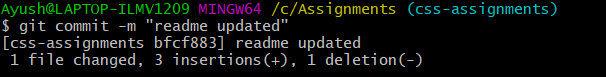 Ayush@LAPTOP-ILMV1209 MINGW64 /c/Assignments (css-assignments)
$ git commit -m "readme updated"
[css-assignments bfcf883] readme updated
 1 file changed, 3 insertions(+), 1 deletion(-)